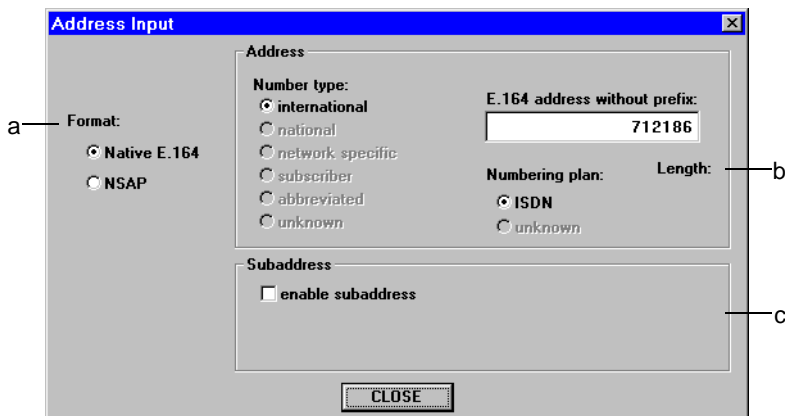 Address Input
Address
Number type:
international
national
network specific
subscriber
abbreviated
unknown
E.164 address without prefix:
712186
Length:
Numbering plan:
ISDN
unknown
a
Format:
Native E.164
NSAP
b
Subaddress
enable subaddress
c
CLOSE